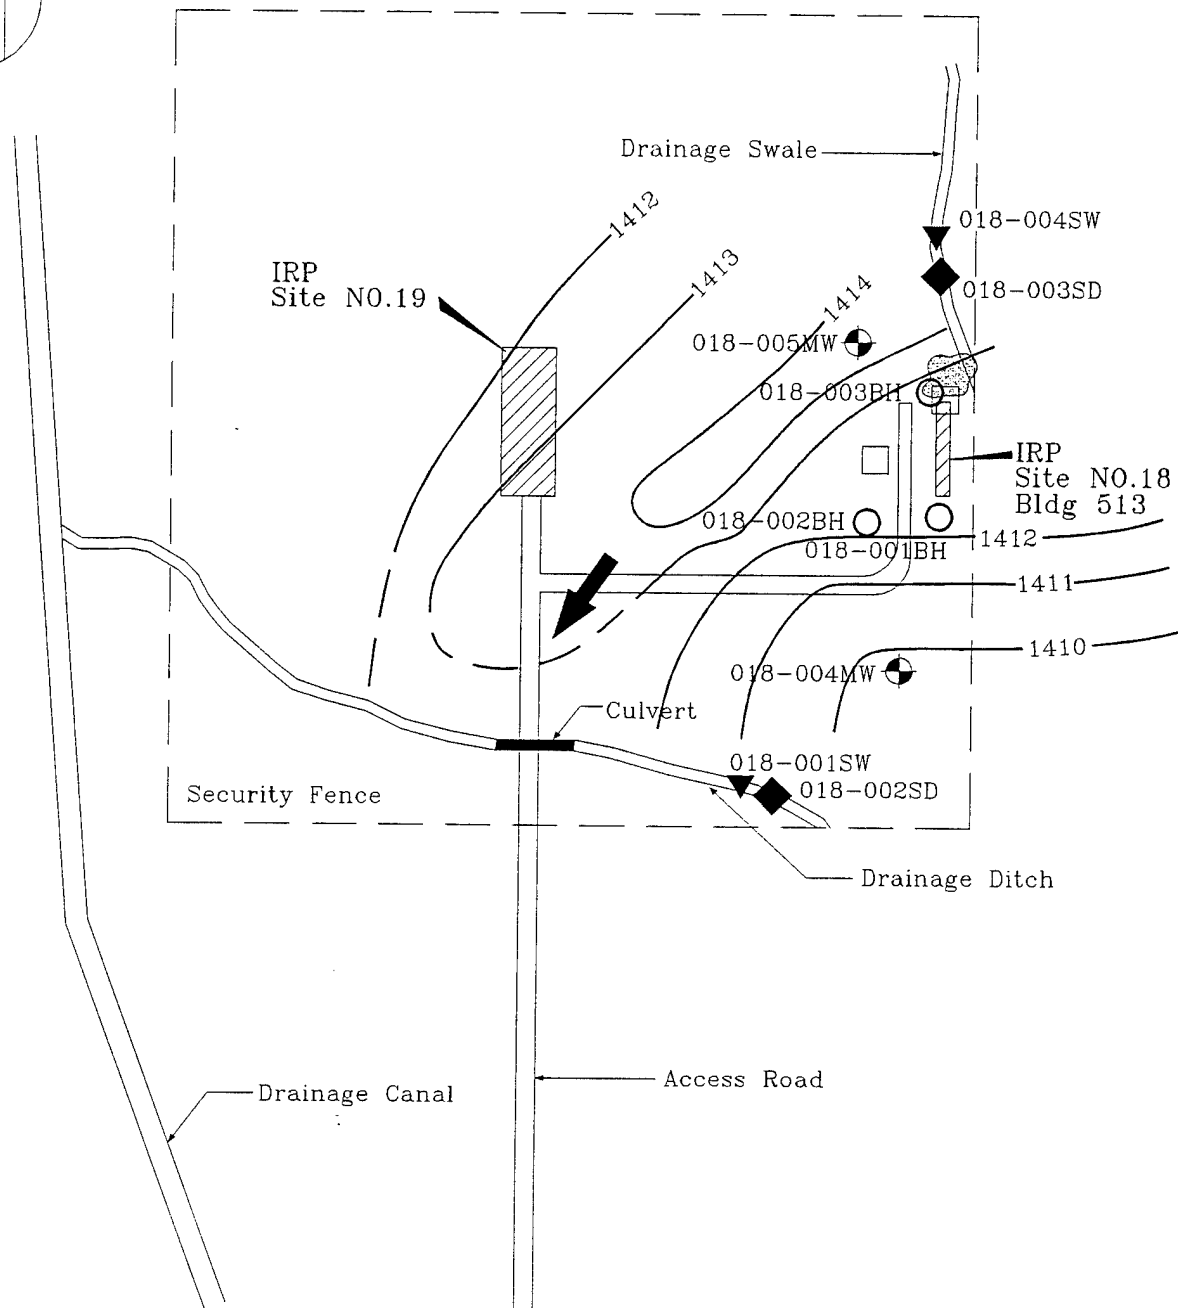 Drainage Swale
018-004SW
1412
IRP
Site NO.19
1413
018-003SD
1414
018-005MW
018-003BH
IRP
Site NO.18
Bldg 513
018-002BH
018-001BH
1412
1411
1410
018-004MW
Culvert
018-001SW
018-002SD
Security Fence
Drainage Ditch
Access Road
Drainage Canal